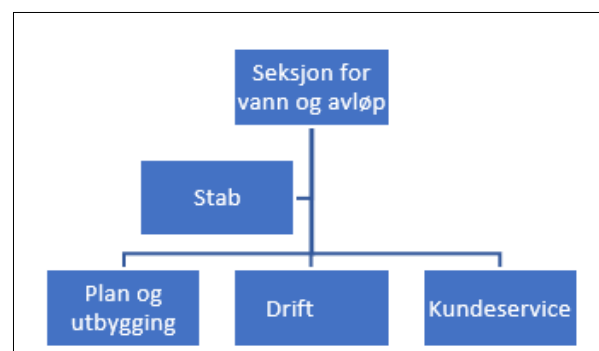 Seksjon for
vann og avløp
Stab
Plan og
utbygging
Drift
Kundeservice